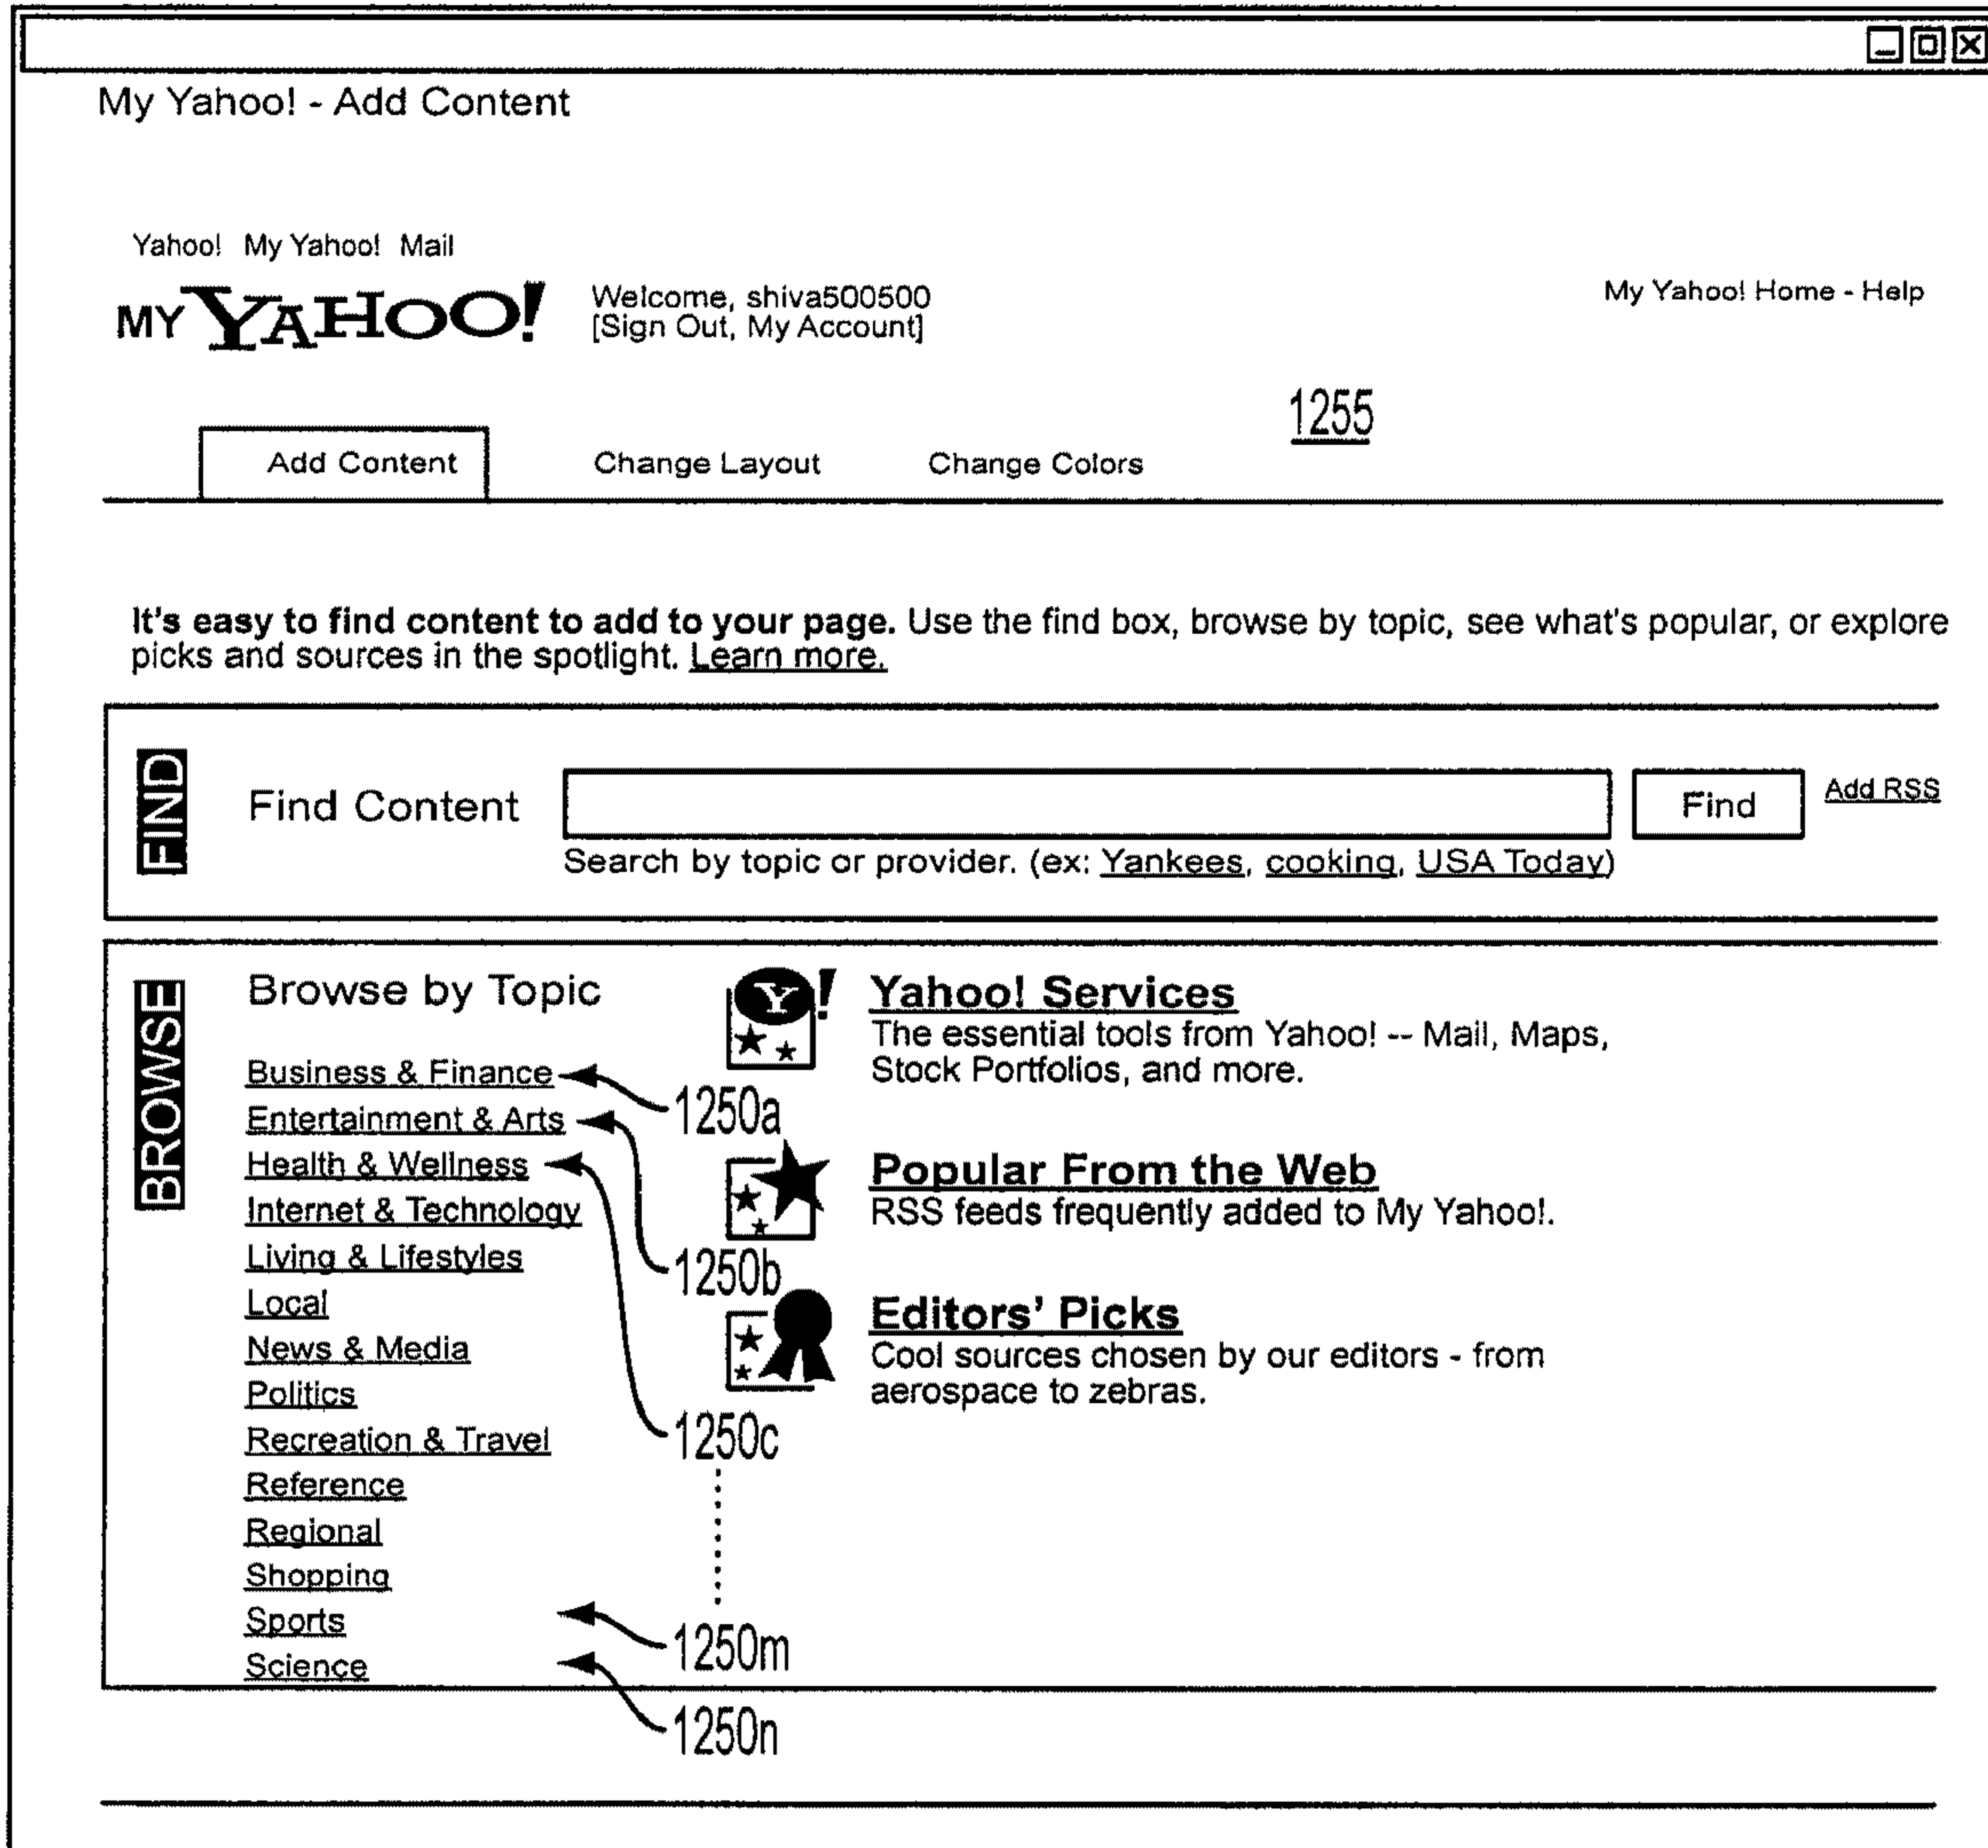 My Yahoo! - Add Content
Yahoo! My Yahoo! Mail
MY YAHOO!
Welcome, shiva500500
[Sign Out, My Account]
My Yahoo! Home - Help
1255
Add Content
Change Layout
Change Colors
It's easy to find content to add to your page. Use the find box, browse by topic, see what's popular, or explore
picks and sources in the spotlight. Learn more.
FIND
Find Content
Find
Add RSS
Search by topic or provider. (ex: Yankees, cooking, USA Today)
BROWSE
Browse by Topic
Business & Finance
Entertainment & Arts
Health & Wellness
Internet & Technology
Living & Lifestyles
Local
News & Media
Politics
Recreation & Travel
Reference
Regional
Shopping
Sports
Science
1250a
1250b
1250c
1250m
1250n
Y!
Yahoo! Services
The essential tools from Yahoo! -- Mail, Maps,
Stock Portfolios, and more.
Popular From the Web
RSS feeds frequently added to My Yahoo!.
Editors' Picks
Cool sources chosen by our editors - from
aerospace to zebras.